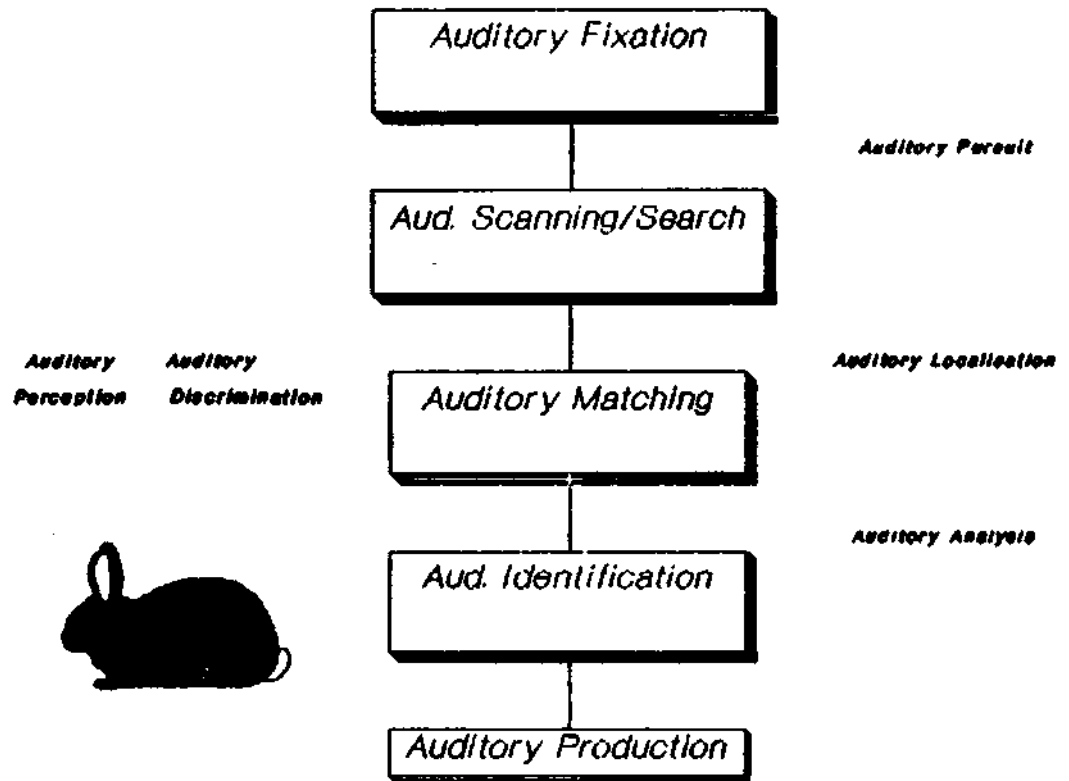 Auditory Fixation
Auditory Pursuit
Aud. Scanning/Search
Auditory Auditory
Perception Discrimination
Auditory Localisation
Auditory Matching
Auditory Analysis
Aud. Identification
Auditory Production